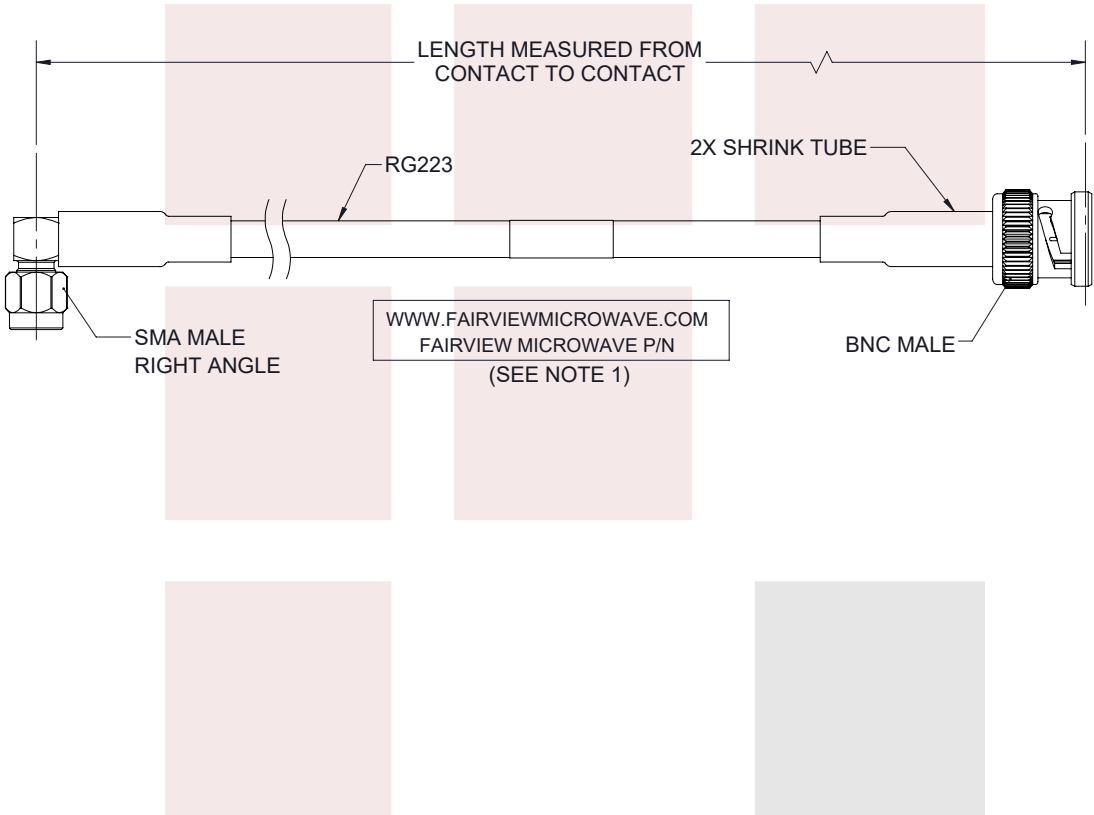 LENGTH MEASURED FROM
CONTACT TO CONTACT
RG223
2X SHRINK TUBE
SMA MALE
RIGHT ANGLE
WWW.FAIRVIEWMICROWAVE.COM
FAIRVIEW MICROWAVE P/N
(SEE NOTE 1)
BNC MALE